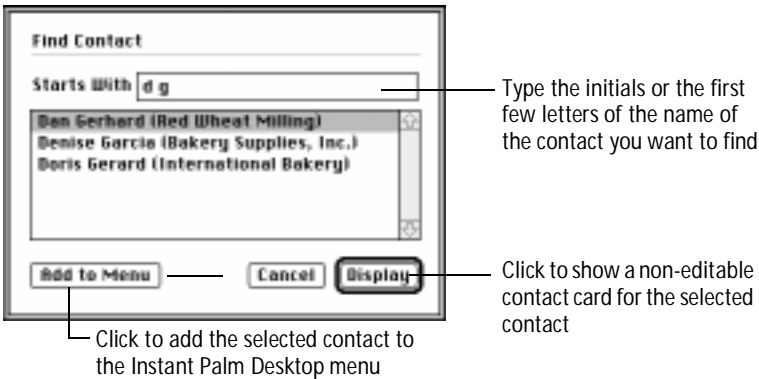 Find Contact
Starts With d g
Type the initials or the first
few letters of the name of
the contact you want to find
Dan Gerhard (Red Wheat Milling)
Denise Garcia (Bakery Supplies, Inc.)
Doris Gerard (International Bakery)
Add to Menu
Cancel
Display
Click to show a non-editable
contact card for the selected
contact
Click to add the selected contact to
the Instant Palm Desktop menu